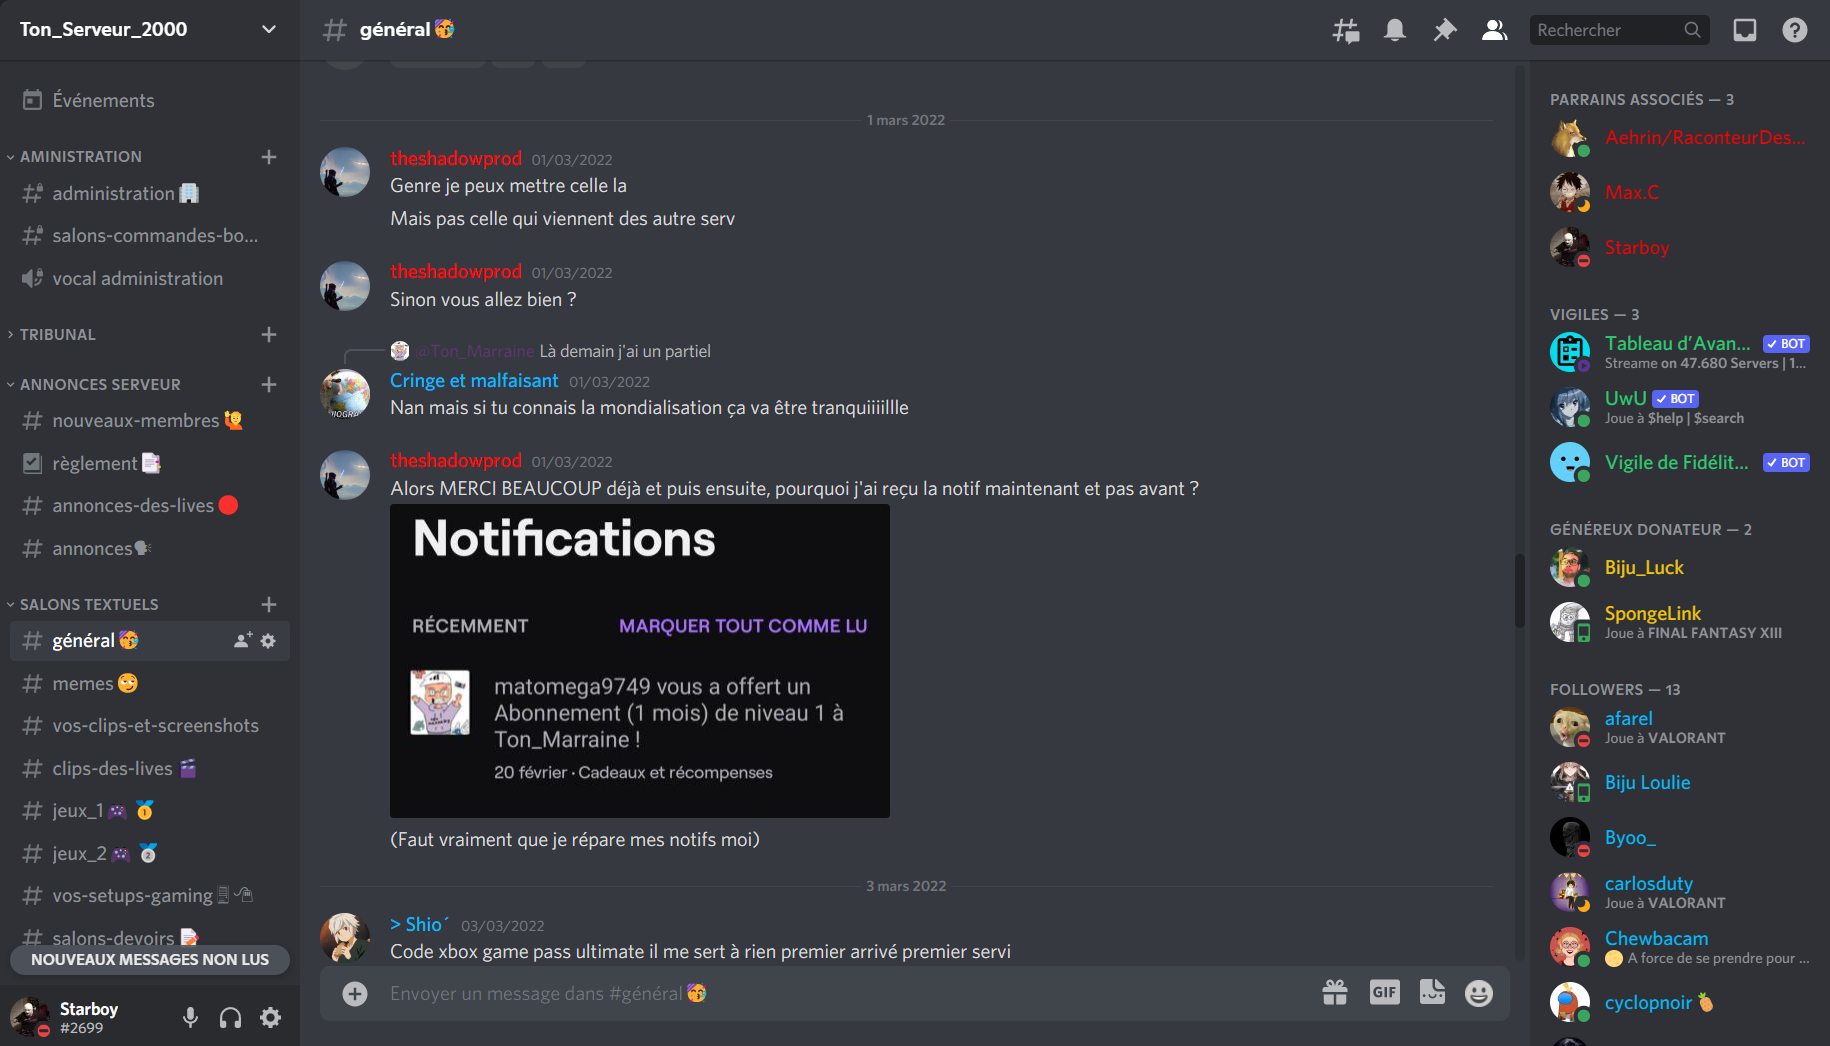 Ton_Serveur_2000
Événements
AMINISTRATION
administration
salons-commandes-bo...
vocal administration
TRIBUNAL
ANNONCES SERVEUR
nouveaux-membres
règlement
annonces-des-lives
annonces
SALONS TEXTUELS
général
memes
vos-clips-et-screenshots
clips-des-lives
jeux_1
jeux_2
vos-setups-gaming
salons-devoirs
NOUVEAUX MESSAGES NON LUS
Starboy
#2699
général
Rechercher
1 mars 2022
theshadowprod 01/03/2022
Genre je peux mettre celle la
Mais pas celle qui viennent des autre serv
theshadowprod 01/03/2022
Sinon vous allez bien ?
@Ton_Marraine Là demain j'ai un partiel
Cringe et malfaisant 01/03/2022
Nan mais si tu connais la mondialisation ça va être tranquiiiillle
theshadowprod 01/03/2022
Alors MERCI BEAUCOUP déjà et puis ensuite, pourquoi j'ai reçu la notif maintenant et pas avant ?
Notifications
RÉCEMMENT MARQUER TOUT COMME LU
matomega9749 vous a offert un
Abonnement (1 mois) de niveau 1 à
Ton_Marraine !
20 février · Cadeaux et récompenses
(Faut vraiment que je répare mes notifs moi)
3 mars 2022
> Shio´ 03/03/2022
Code xbox game pass ultimate il me sert à rien premier arrivé premier servi
Envoyer un message dans #général
GIF
PARRAINS ASSOCIÉS — 3
Aehrin/RaconteurDes...
Max.C
Starboy
VIGILES — 3
Tableau d'Avan... BOT
Streame on 47.680 Servers | 1...
UwU BOT
Joue à $help | $search
Vigile de Fidélit... BOT
GÉNÉREUX DONATEUR — 2
Biju_Luck
SpongeLink
Joue à FINAL FANTASY XIII
FOLLOWERS — 13
afarel
Joue à VALORANT
Biju Loulie
Byoo_
carlosduty
Joue à VALORANT
Chewbacam
A force de se prendre pour ...
cyclopnoir